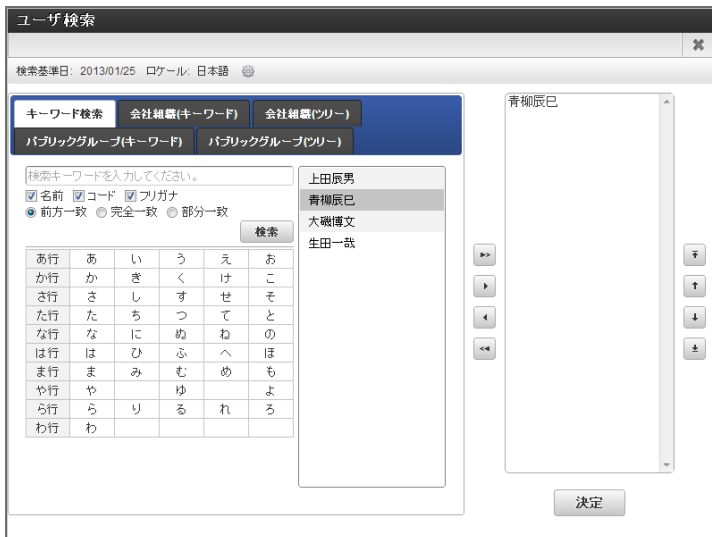 ユーザ検索
検索基準日: 2013/01/25 ロケール: 日本語
キーワード検索 会社組織(キーワード) 会社組織(ツリー)
パブリックグループ(キーワード) パブリックグループ(ツリー)
検索キーワードを入力してください。
名前 コード フリガナ
前方一致 完全一致 部分一致
検索
あ行 あ い う え お
か行 か き く け こ
さ行 さ し す せ そ
た行 た ち つ て と
な行 な に ぬ ね の
は行 は ひ ふ へ ほ
ま行 ま み む め も
や行 や ゆ よ
ら行 ら り る れ ろ
わ行 わ
上田辰男
青柳辰巳
大磯博文
生田一哉
青柳辰巳
決定